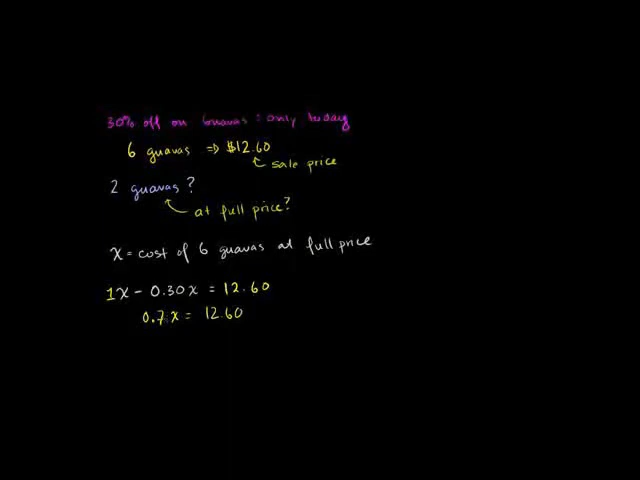 30% off on Guavas : only today
6 guavas ⇒ $12.60
sale price
2 guavas ?
at full price?
x = cost of 6 guavas at full price
1x - 0.30x = 12.60
0.7x = 12.60